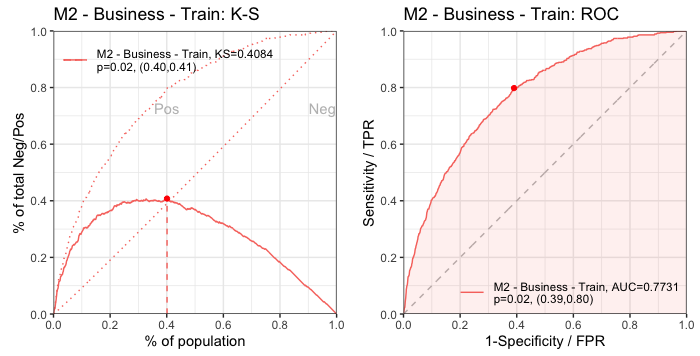 M2 - Business - Train: K-S
M2 - Business - Train, KS=0.4084
p=0.02, (0.40,0.41)
Pos
Neg
% of total Neg/Pos
1.0
0.8
0.6
0.4
0.2
0.0
0.0 0.2 0.4 0.6 0.8 1.0
% of population
M2 - Business - Train: ROC
Sensitivity / TPR
1.0
0.8
0.6
0.4
0.2
0.0
M2 - Business - Train, AUC=0.7731
p=0.02, (0.39,0.80)
0.0 0.2 0.4 0.6 0.8 1.0
1-Specificity / FPR